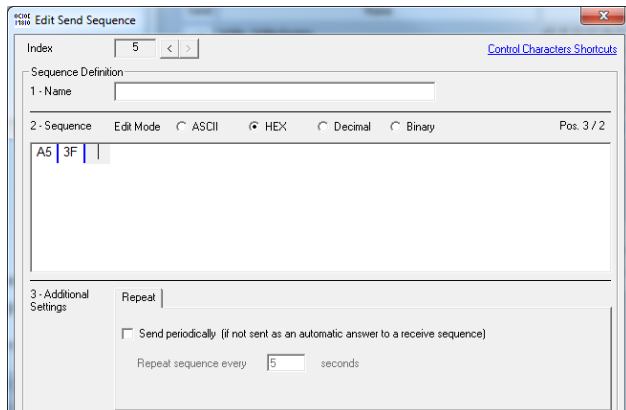 Edit Send Sequence
Index 5 < > Control Characters Shortcuts
Sequence Definition
1 - Name
2 - Sequence Edit Mode ASCII HEX Decimal Binary Pos. 3 / 2
A5 3F
3 - Additional Settings Repeat
Send periodically (if not sent as an automatic answer to a receive sequence)
Repeat sequence every 5 seconds